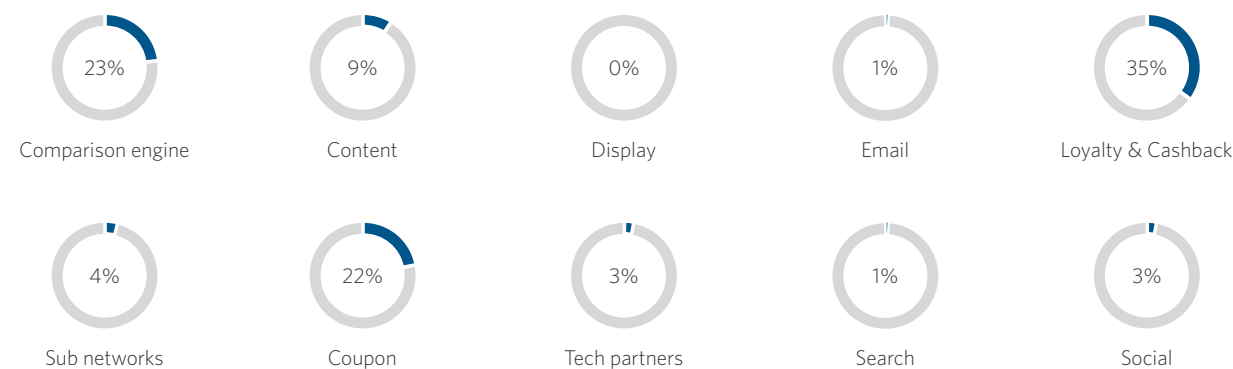 23%
9%
0%
1%
35%
Comparison engine
Content
Display
Email
Loyalty & Cashback
4%
22%
3%
1%
3%
Sub networks
Coupon
Tech partners
Search
Social